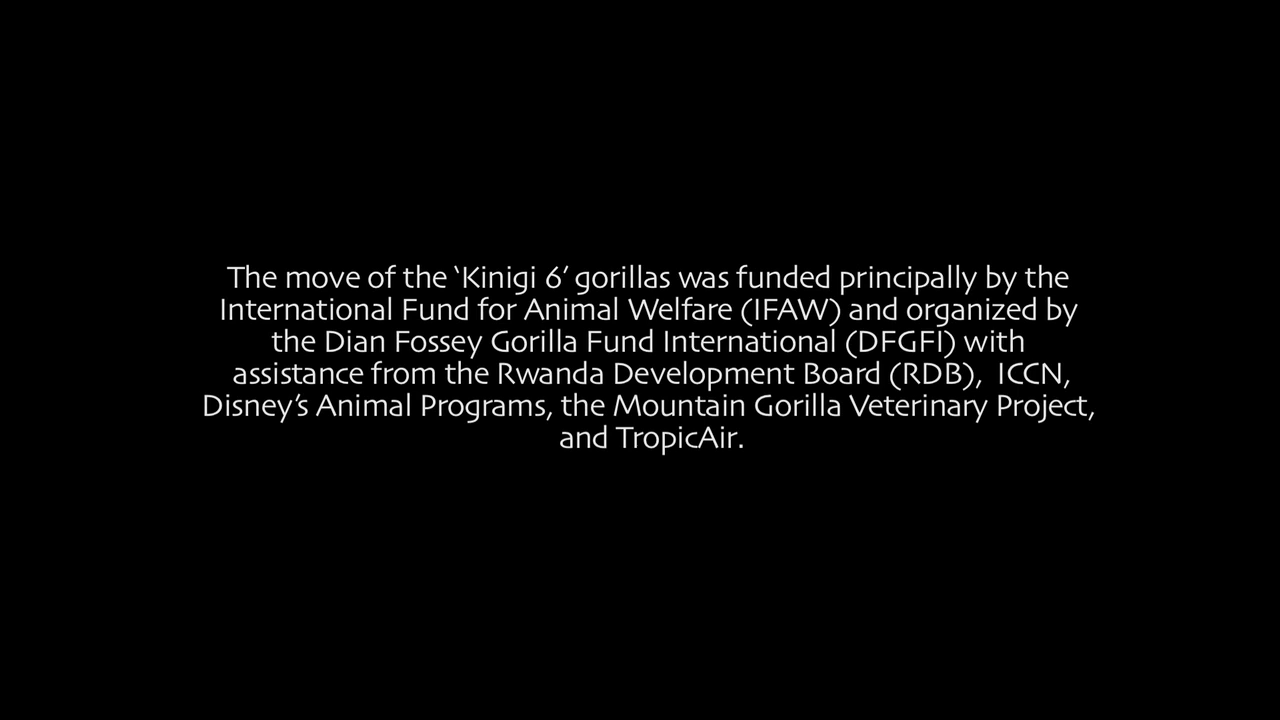 The move of the ‘Kinigi 6’ gorillas was funded principally by the
International Fund for Animal Welfare (IFAW) and organized by
the Dian Fossey Gorilla Fund International (DFGFI) with
assistance from the Rwanda Development Board (RDB),  ICCN,
Disney’s Animal Programs, the Mountain Gorilla Veterinary Project,
and TropicAir.